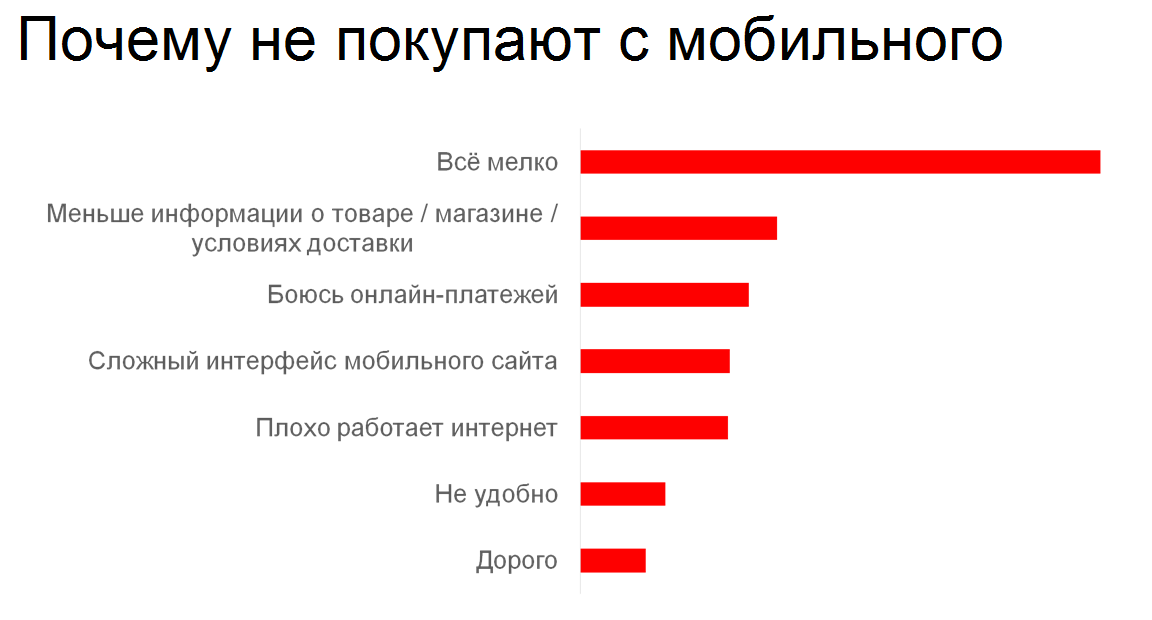 Почему не покупают с мобильного
Всё мелко
Меньше информации о товаре / магазине /
условиях доставки
Боюсь онлайн-платежей
Сложный интерфейс мобильного сайта
Плохо работает интернет
Не удобно
Дорого